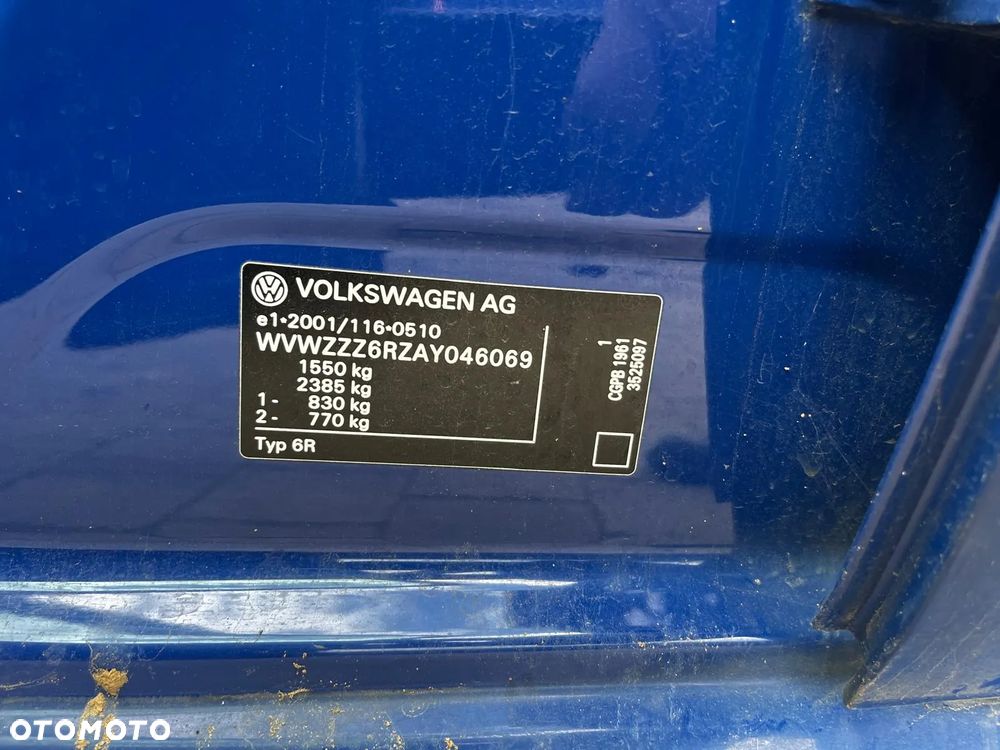 VOLKSWAGEN AG
e1*2001/116*0510
WVWZZZ6RZAY046069
1550 kg
2385 kg
1- 830 kg
2- 770 kg
Typ 6R
1
CGPB 1961
3525097
OTOMOTO